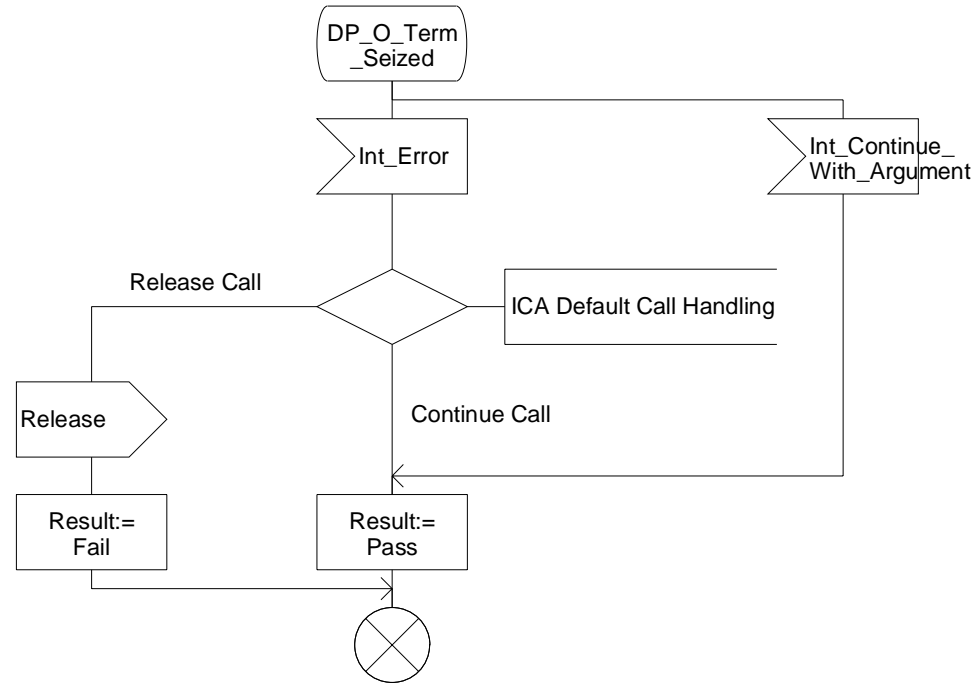 DP_O_Term
_Seized
Int_Error
Int_Continue_
With_Argument
Release Call
ICA Default Call Handling
Release
Continue Call
Result:=
Fail
Result:=
Pass